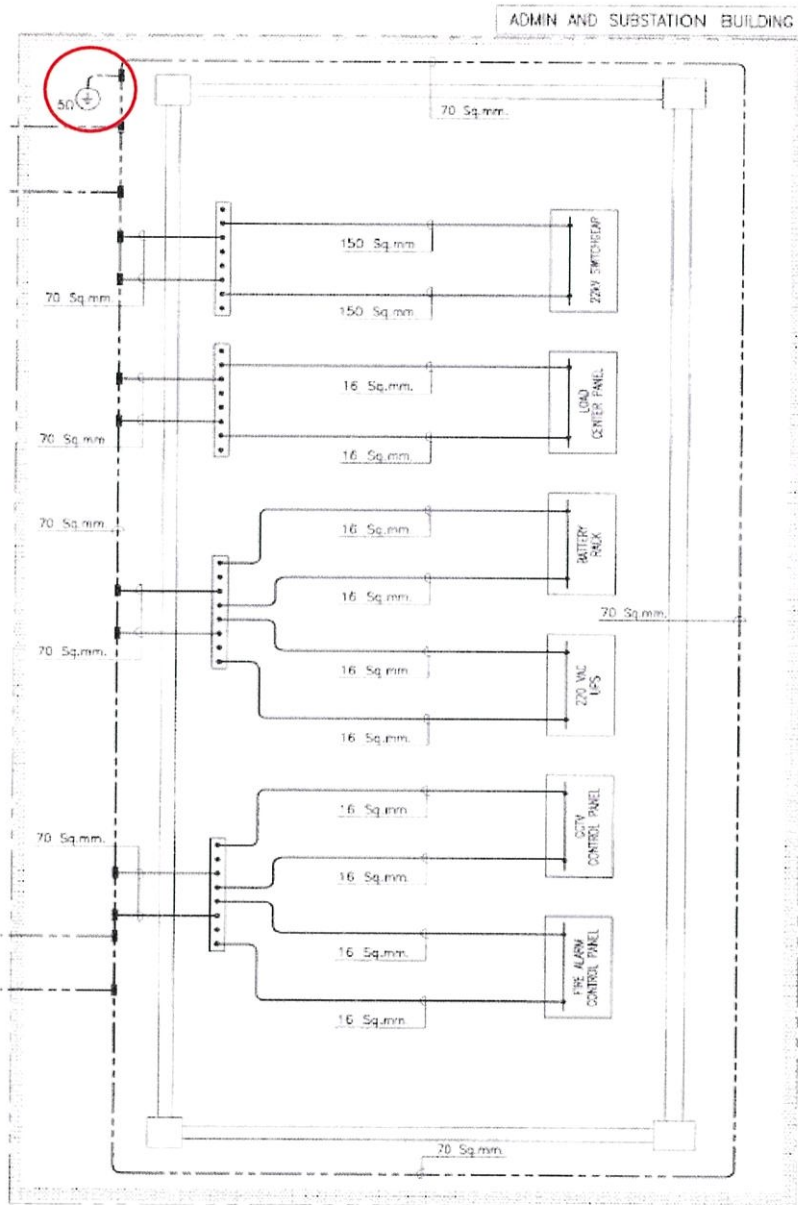 ADMIN AND SUBSTATION BUILDING
5Ω
70 Sq.mm.
150 Sq.mm
22kV SWITCHGEAR
70 Sq.mm.
150 Sq.mm
16 Sq.mm.
LOAD
CENTER PANEL
70 Sq.mm
16 Sq.mm.
70 Sq.mm.
16 Sq.mm.
BATTERY
RACK
16 Sq.mm.
70 Sq.mm.
70 Sq.mm.
16 Sq.mm.
220 VAC
UPS
16 Sq.mm.
16 Sq.mm.
CCTV
CONTROL PANEL
70 Sq.mm.
16 Sq.mm.
16 Sq.mm.
FIRE ALARM
CONTROL PANEL
16 Sq.mm.
70 Sq.mm.